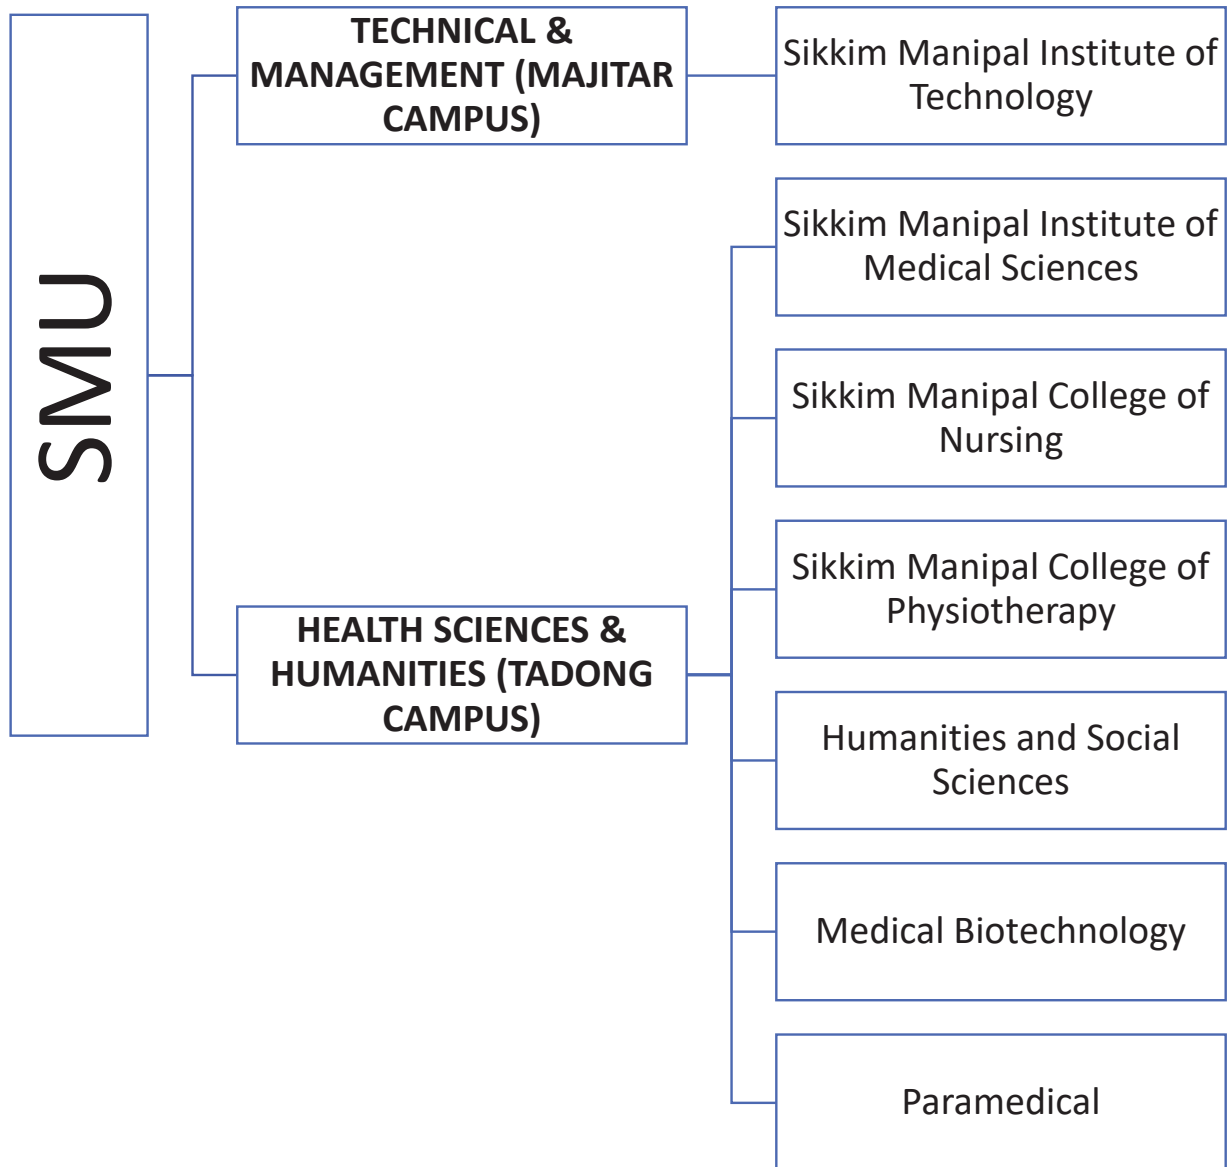 SMU
TECHNICAL &
MANAGEMENT (MAJITAR
CAMPUS)
Sikkim Manipal Institute of
Technology
HEALTH SCIENCES &
HUMANITIES (TADONG
CAMPUS)
Sikkim Manipal Institute of
Medical Sciences
Sikkim Manipal College of
Nursing
Sikkim Manipal College of
Physiotherapy
Humanities and Social
Sciences
Medical Biotechnology
Paramedical